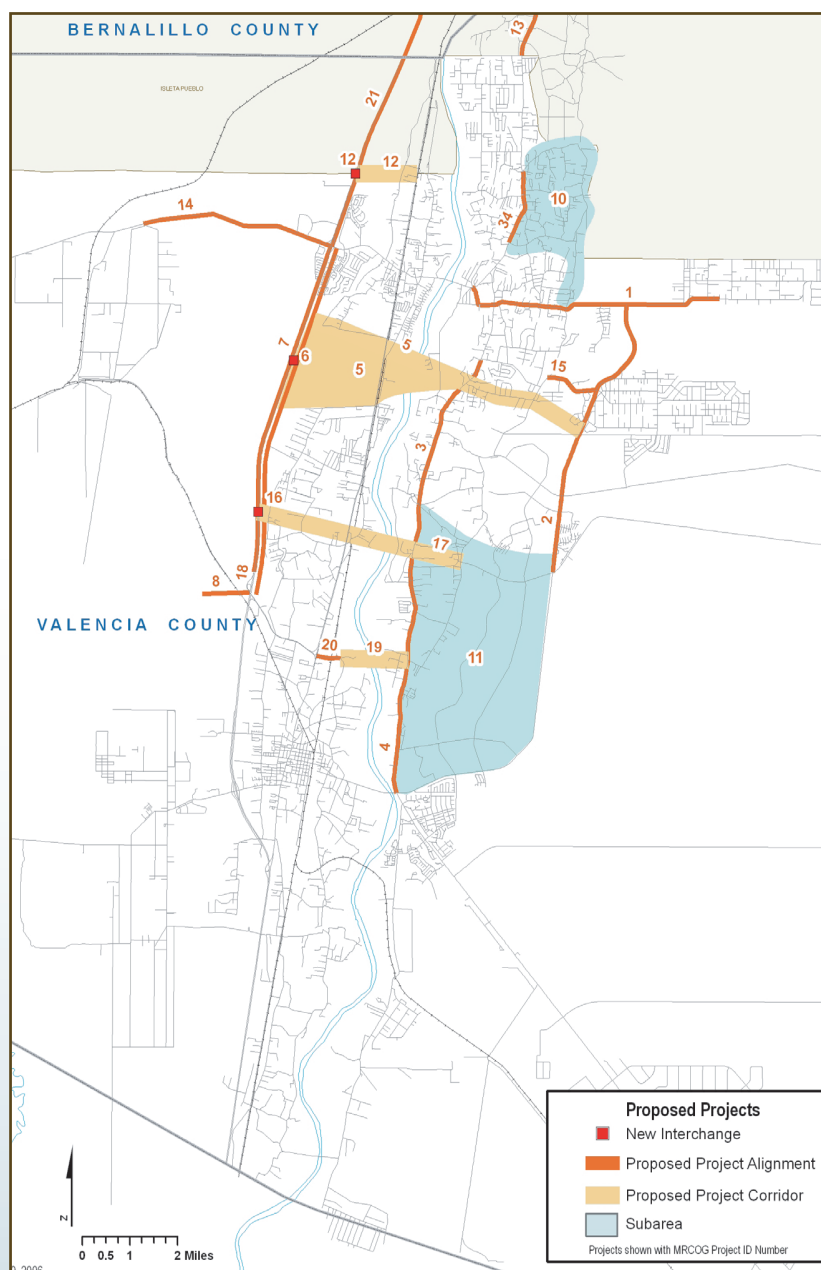 BERNALILLO COUNTY
13
ISLETA PUEBLO
21
12
12
10
14
34
1
7
6
5
5
15
3
16
2
17
18
8
VALENCIA COUNTY
20
19
11
4
Proposed Projects
New Interchange
Proposed Project Alignment
Proposed Project Corridor
Subarea
Projects shown with MRCOG Project ID Number
N
0 0.5 1 2 Miles
2006